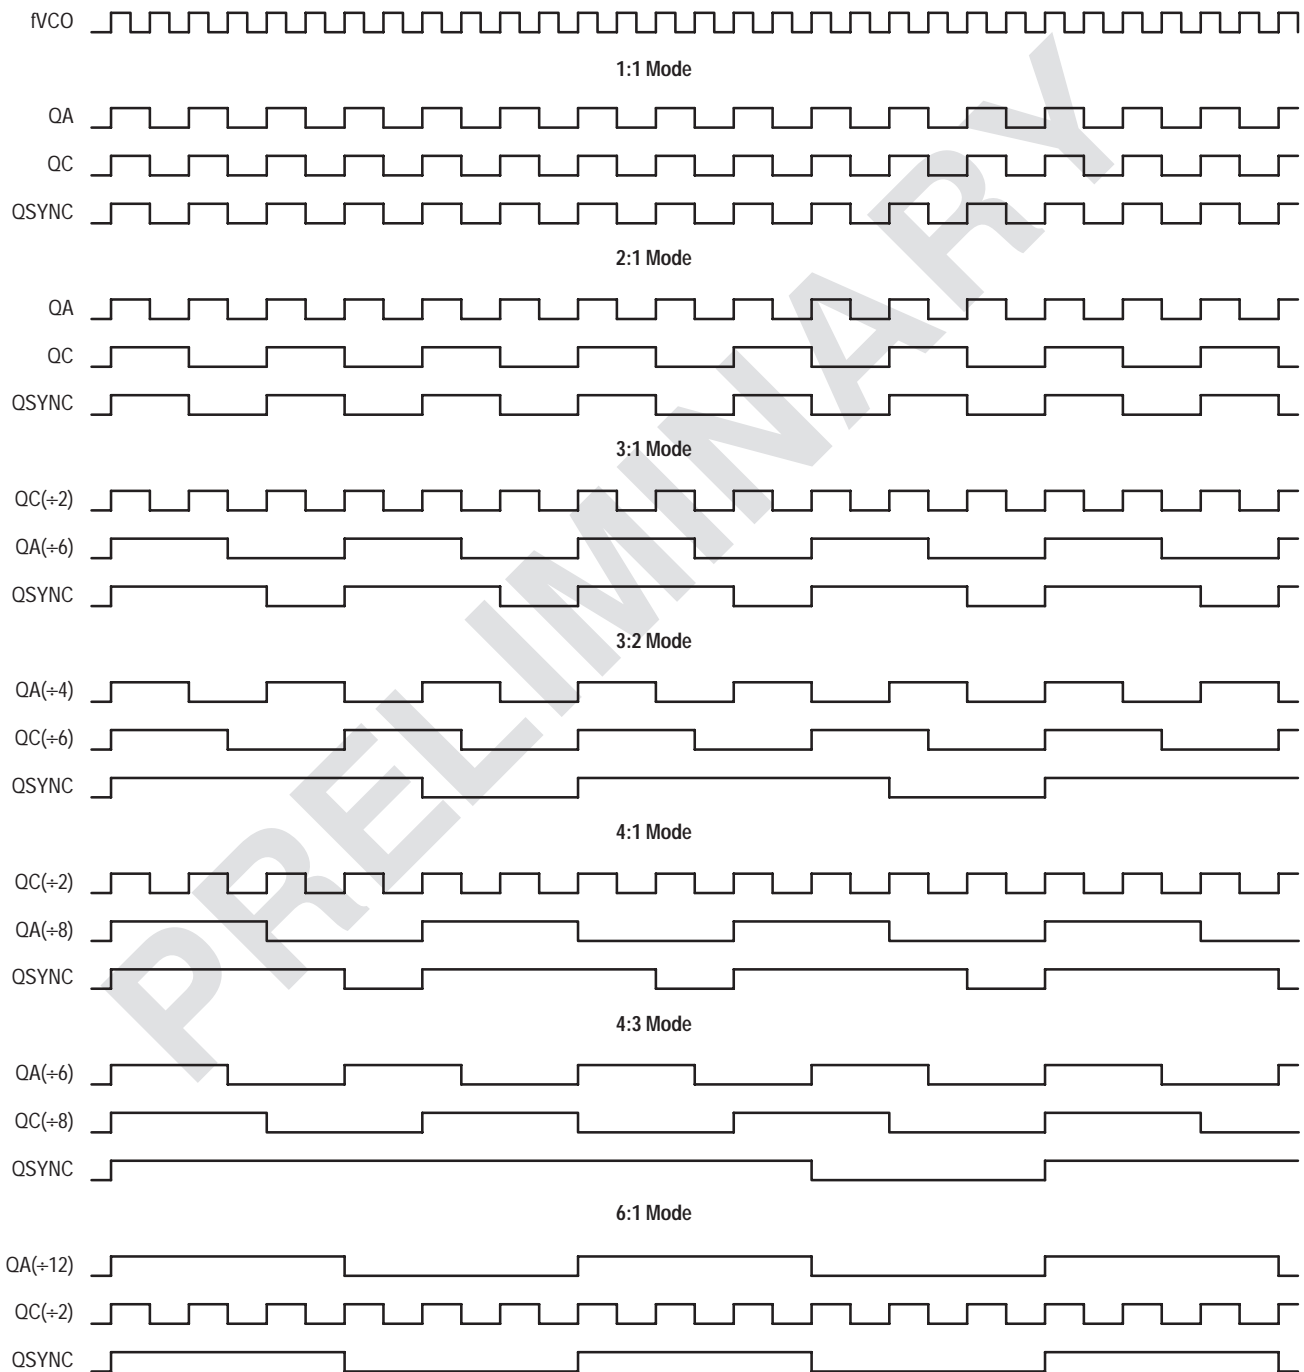 fVCO
1:1 Mode
QA
QC
QSYNC
2:1 Mode
QA
QC
QSYNC
3:1 Mode
QC(÷2)
QA(÷6)
QSYNC
3:2 Mode
QA(÷4)
QC(÷6)
QSYNC
4:1 Mode
QC(÷2)
QA(÷8)
QSYNC
4:3 Mode
QA(÷6)
QC(÷8)
QSYNC
6:1 Mode
QA(÷12)
QC(÷2)
QSYNC
PRELIMINARY